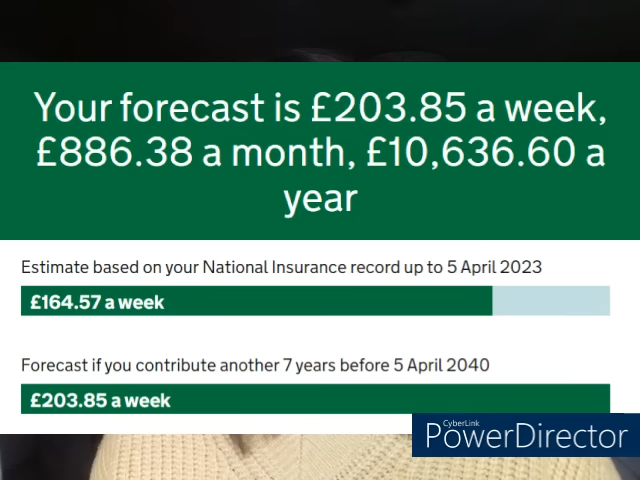 Your forecast is £203.85 a week,
£886.38 a month, £10,636.60 a
year
Estimate based on your National Insurance record up to 5 April 2023
£164.57 a week
Forecast if you contribute another 7 years before 5 April 2040
£203.85 a week
CyberLink
PowerDirector